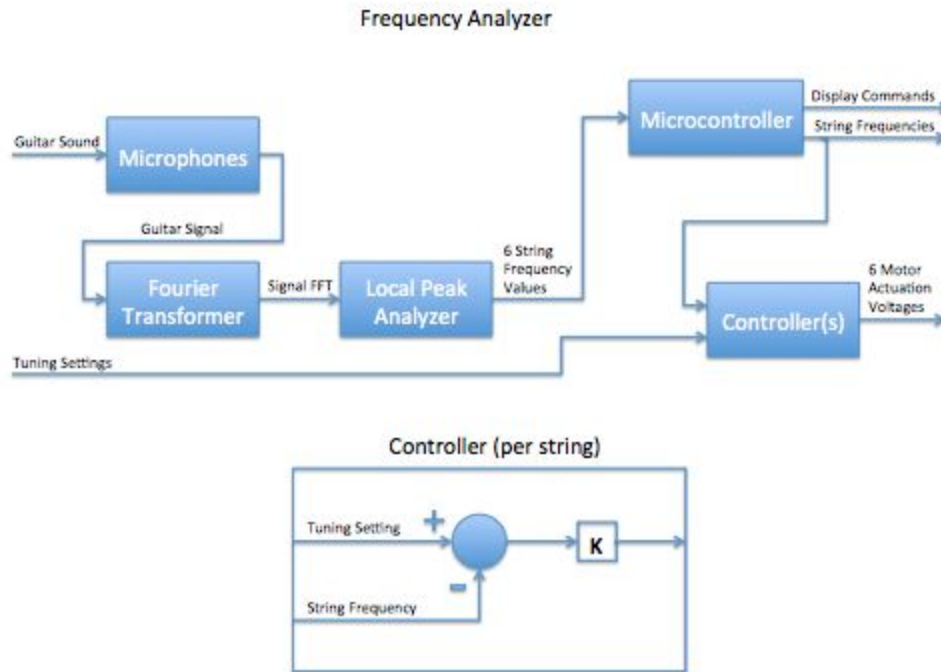 Frequency Analyzer
Display Commands
Microcontroller
String Frequencies
Guitar Sound
Microphones
Guitar Signal
6 String
Frequency
Values
6 Motor
Actuation
Voltages
Fourier
Transformer
Signal FFT
Local Peak
Analyzer
Controller(s)
Tuning Settings
Controller (per string)
Tuning Setting
+
K
−
String Frequency